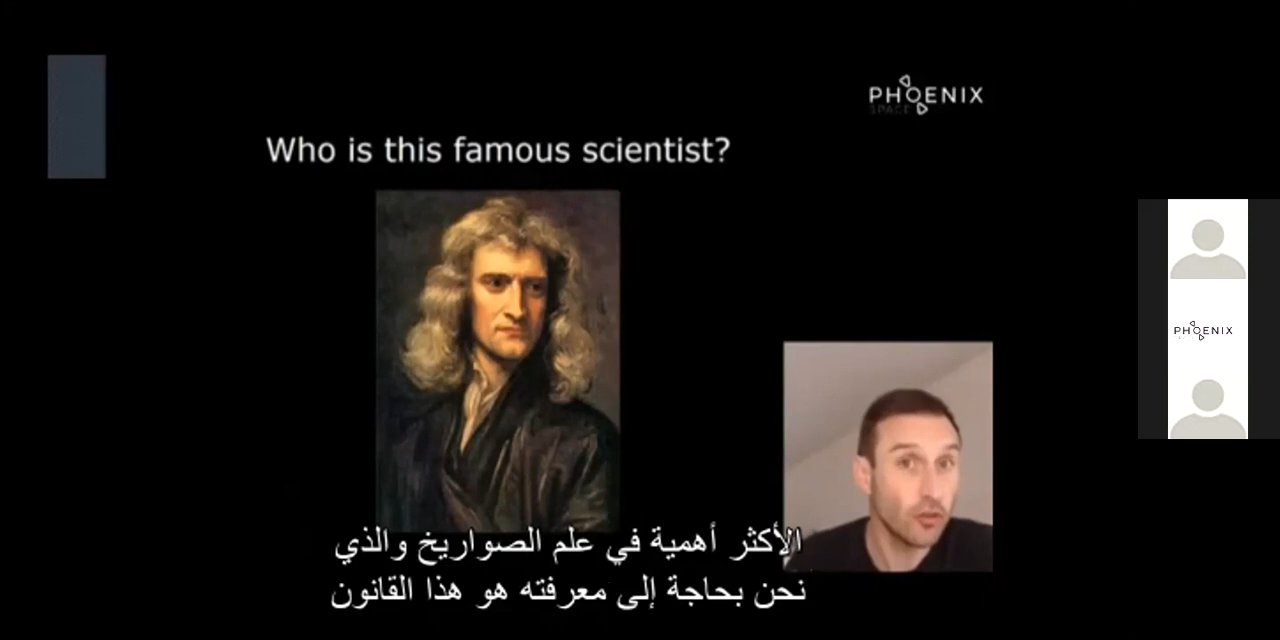 PHOENIX
SPACE
Who is this famous scientist?
PHOENIX
الأكثر أهمية في علم الصواريخ والذي
نحن بحاجة إلى معرفته هو هذا القانون